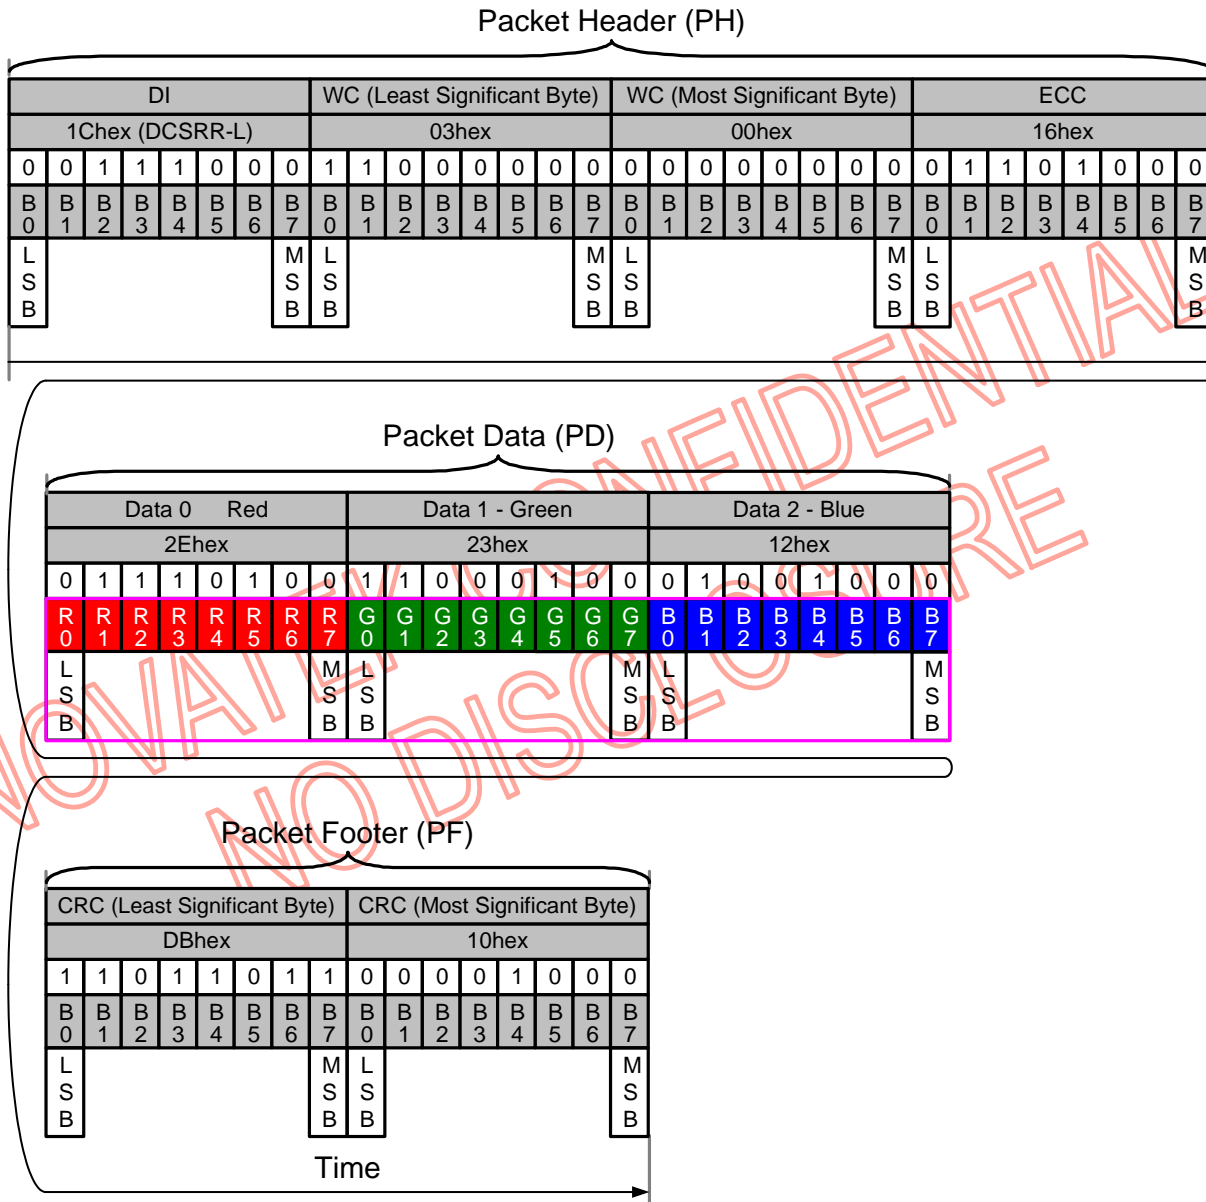 Packet Header (PH)
DI WC (Least Significant Byte) WC (Most Significant Byte) ECC
1Chex (DCSRR-L) 03hex 00hex 16hex
0 0 1 1 1 0 0 0 1 1 0 0 0 0 0 0 0 0 0 0 0 0 0 0 0 1 1 0 1 0 0 0
B0 B1 B2 B3 B4 B5 B6 B7 B0 B1 B2 B3 B4 B5 B6 B7 B0 B1 B2 B3 B4 B5 B6 B7 B0 B1 B2 B3 B4 B5 B6 B7
LSB MSB LSB MSB LSB MSB LSB MSB
Packet Data (PD)
Data 0 Red Data 1 - Green Data 2 - Blue
2Ehex 23hex 12hex
0 1 1 1 0 1 0 0 1 1 0 0 0 1 0 0 0 1 0 0 1 0 0 0
R0 R1 R2 R3 R4 R5 R6 R7 G0 G1 G2 G3 G4 G5 G6 G7 B0 B1 B2 B3 B4 B5 B6 B7
LSB MSB LSB MSB LSB MSB
Packet Footer (PF)
CRC (Least Significant Byte) CRC (Most Significant Byte)
DBhex 10hex
1 1 0 1 1 0 1 1 0 0 0 0 1 0 0 0
B0 B1 B2 B3 B4 B5 B6 B7 B0 B1 B2 B3 B4 B5 B6 B7
LSB MSB LSB MSB
Time
NOVATEK CONFIDENTIAL
NO DISCLOSURE